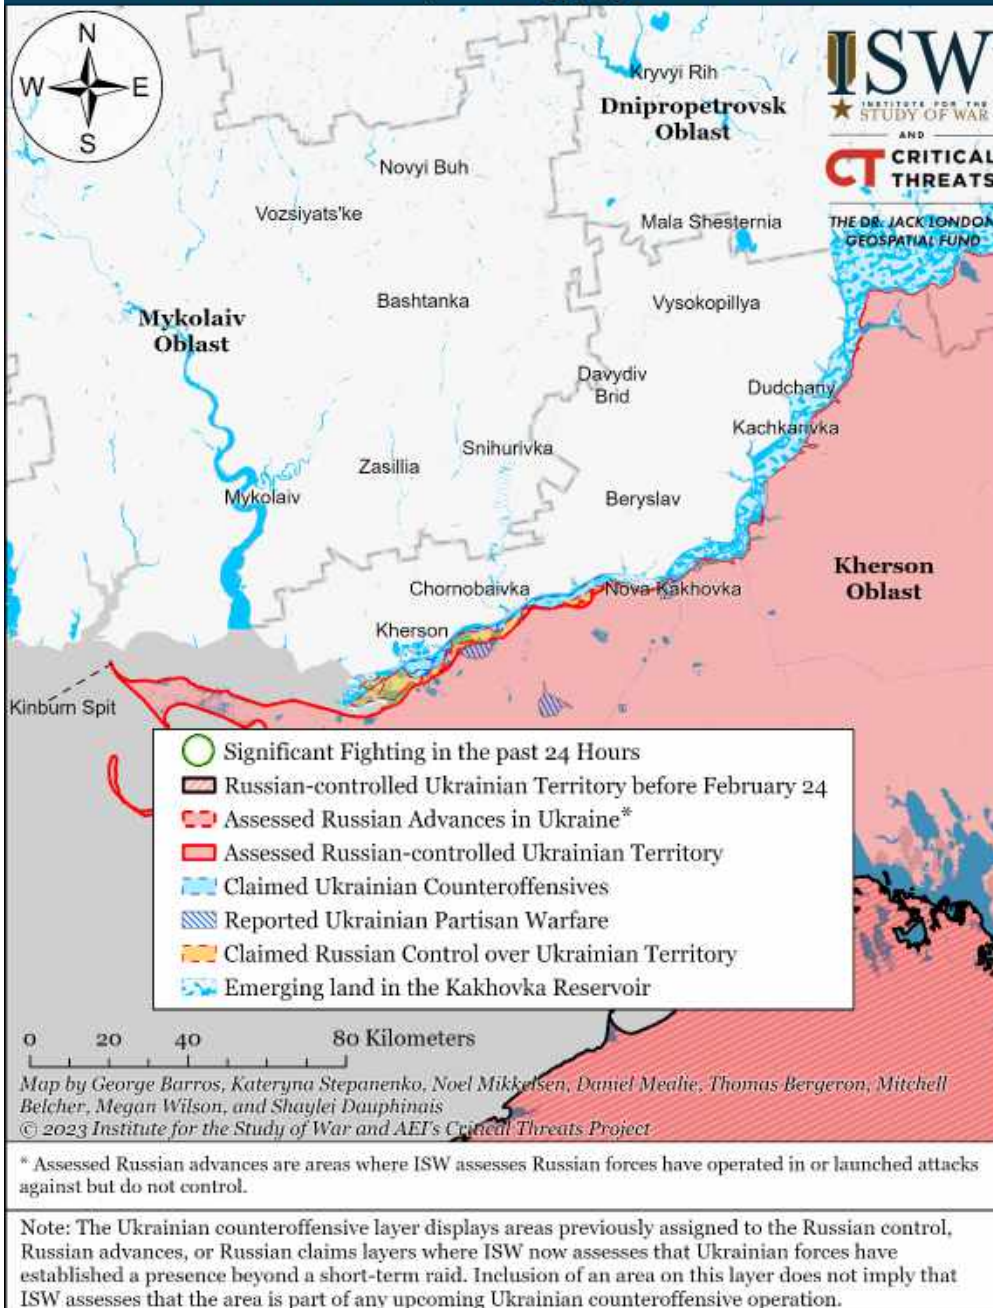 N
W
E
S
ISW
INSTITUTE FOR THE
STUDY OF WAR
AND
CT CRITICAL
THREATS
THE DR. JACK LONDON
GEOSPATIAL FUND
Kryvyi Rih
Dnipropetrovsk
Oblast
Novyi Buh
Vozsiyats'ke
Mala Shesternia
Bashtanka
Vysokopillya
Mykolaiv
Oblast
Davydiv
Brid
Dudchany
Kachkarivka
Snihurivka
Zasillia
Mykolaiv
Beryslav
Kherson
Oblast
Chornobaivka
Nova Kakhovka
Kherson
Kinburn Spit
Significant Fighting in the past 24 Hours
Russian-controlled Ukrainian Territory before February 24
Assessed Russian Advances in Ukraine*
Assessed Russian-controlled Ukrainian Territory
Claimed Ukrainian Counteroffensives
Reported Ukrainian Partisan Warfare
Claimed Russian Control over Ukrainian Territory
Emerging land in the Kakhovka Reservoir
0 20 40 80 Kilometers
Map by George Barros, Kateryna Stepanenko, Noel Mikkelsen, Daniel Mealie, Thomas Bergeron, Mitchell
Belcher, Megan Wilson, and Shaylei Dauphinais
© 2023 Institute for the Study of War and AEI's Critical Threats Project
* Assessed Russian advances are areas where ISW assesses Russian forces have operated in or launched attacks
against but do not control.
Note: The Ukrainian counteroffensive layer displays areas previously assigned to the Russian control,
Russian advances, or Russian claims layers where ISW now assesses that Ukrainian forces have
established a presence beyond a short-term raid. Inclusion of an area on this layer does not imply that
ISW assesses that the area is part of any upcoming Ukrainian counteroffensive operation.